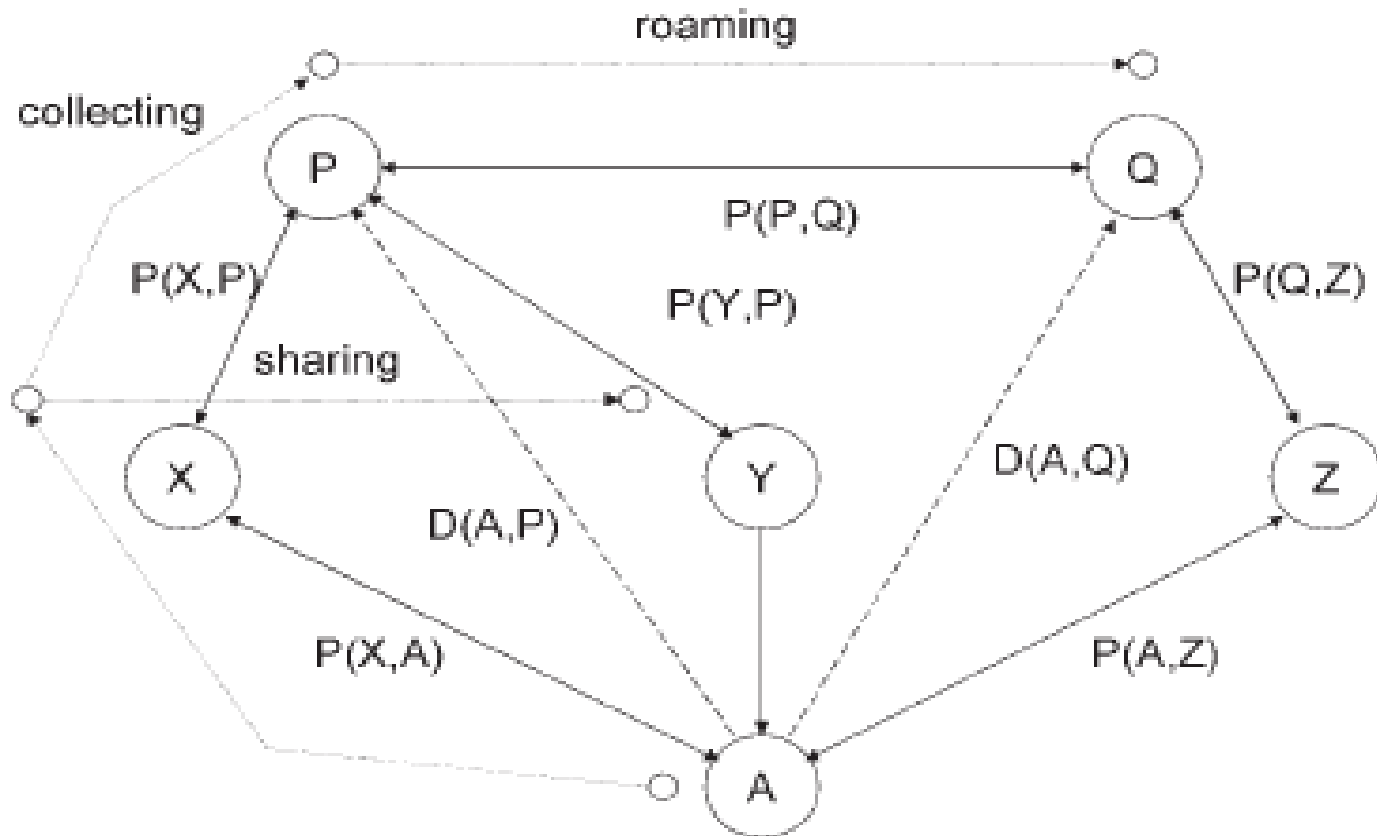 roaming
collecting
P
Q
P(P,Q)
P(X,P)
P(Y,P)
P(Q,Z)
sharing
X
Y
Z
D(A,P)
D(A,Q)
P(X,A)
P(A,Z)
A